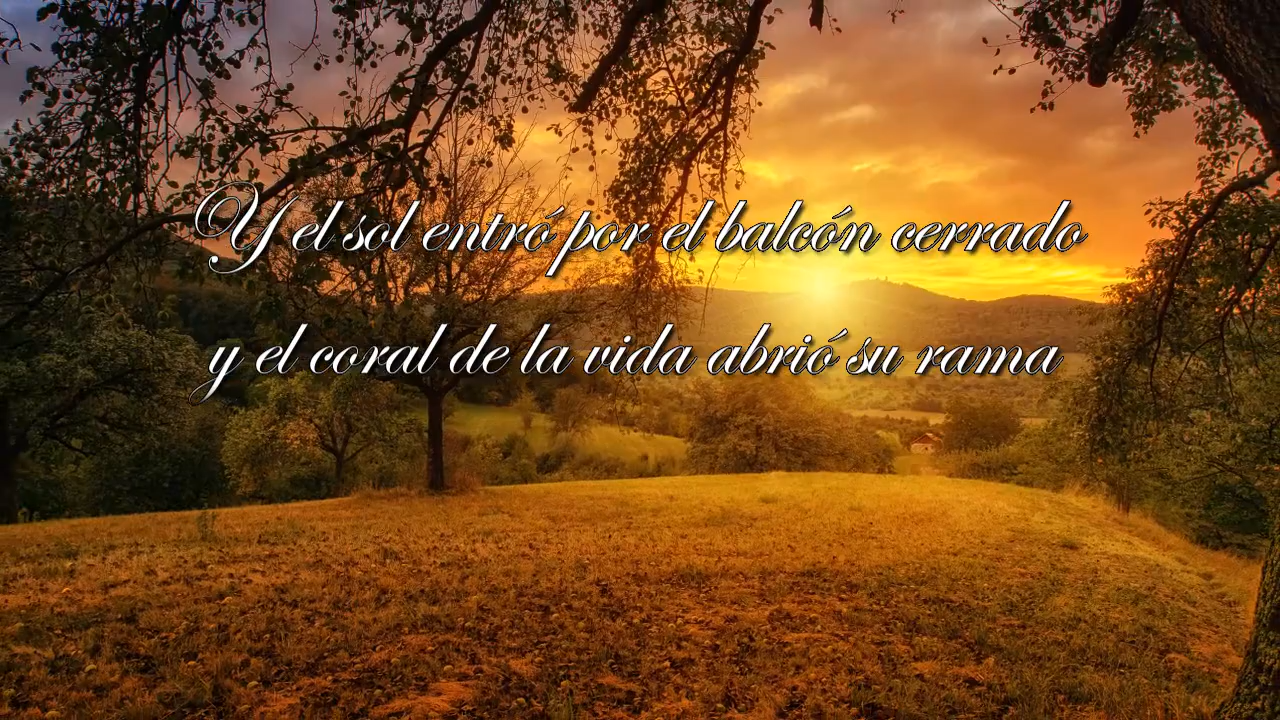 Y el sol entró por el balcón cerrado
y el coral de la vida abrió su rama